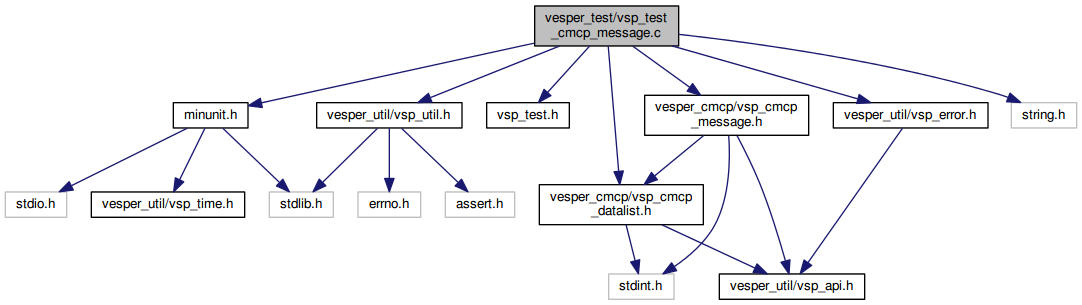 vesper_test/vsp_test
_cmcp_message.c
minunit.h
vesper_util/vsp_util.h
vsp_test.h
vesper_cmcp/vsp_cmcp
_message.h
vesper_util/vsp_error.h
string.h
stdio.h
vesper_util/vsp_time.h
stdlib.h
errno.h
assert.h
vesper_cmcp/vsp_cmcp
_datalist.h
stdint.h
vesper_util/vsp_api.h